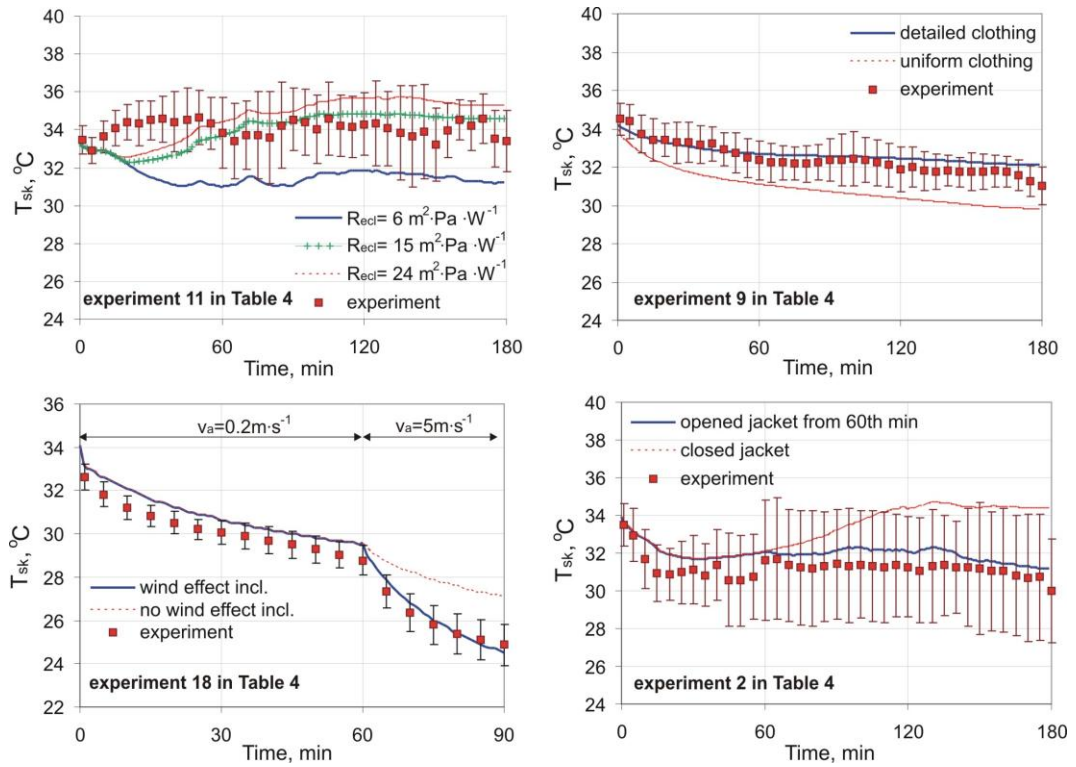 40
38
36
34
32
30
28
26
24
Tsk, °C
Recl= 6 m²·Pa ·W⁻¹
Recl= 15 m²·Pa ·W⁻¹
Recl= 24 m²·Pa ·W⁻¹
experiment
experiment 11 in Table 4
0 60 120 180
Time, min
40
38
36
34
32
30
28
26
24
Tsk, °C
detailed clothing
uniform clothing
experiment
experiment 9 in Table 4
0 60 120 180
Time, min
36
34
32
30
28
26
24
22
Tsk, °C
va=0.2m·s⁻¹ va=5m·s⁻¹
wind effect incl.
no wind effect incl.
experiment
experiment 18 in Table 4
0 10 20 30 40 50 60 70 80 90
Time, min
40
38
36
34
32
30
28
26
24
Tsk, °C
opened jacket from 60th min
closed jacket
experiment
experiment 2 in Table 4
0 60 120 180
Time, min